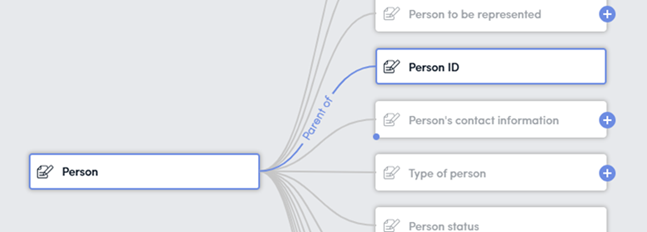 Person to be represented
Person ID
Parent of
Person's contact information
Person
Type of person
Person status